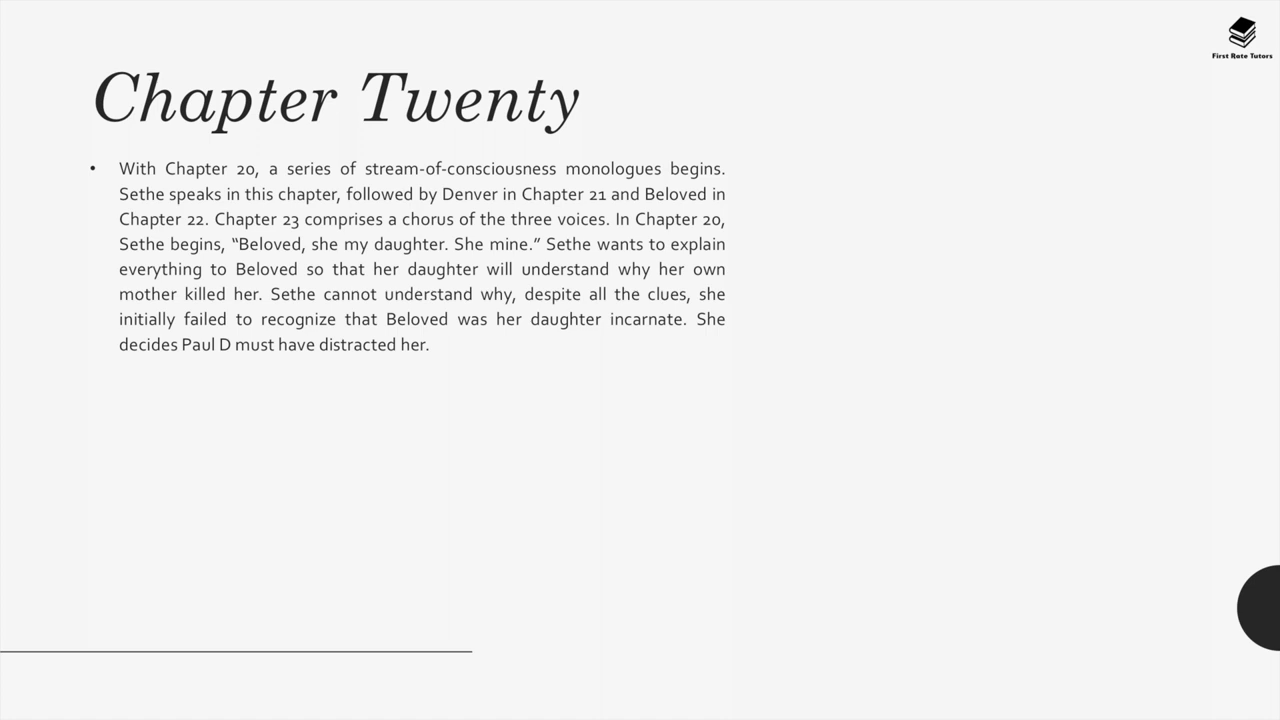 First Rate Tutors
Chapter Twenty
• With Chapter 20, a series of stream-of-consciousness monologues begins.
Sethe speaks in this chapter, followed by Denver in Chapter 21 and Beloved in
Chapter 22. Chapter 23 comprises a chorus of the three voices. In Chapter 20,
Sethe begins, “Beloved, she my daughter. She mine.” Sethe wants to explain
everything to Beloved so that her daughter will understand why her own
mother killed her. Sethe cannot understand why, despite all the clues, she
initially failed to recognize that Beloved was her daughter incarnate. She
decides Paul D must have distracted her.